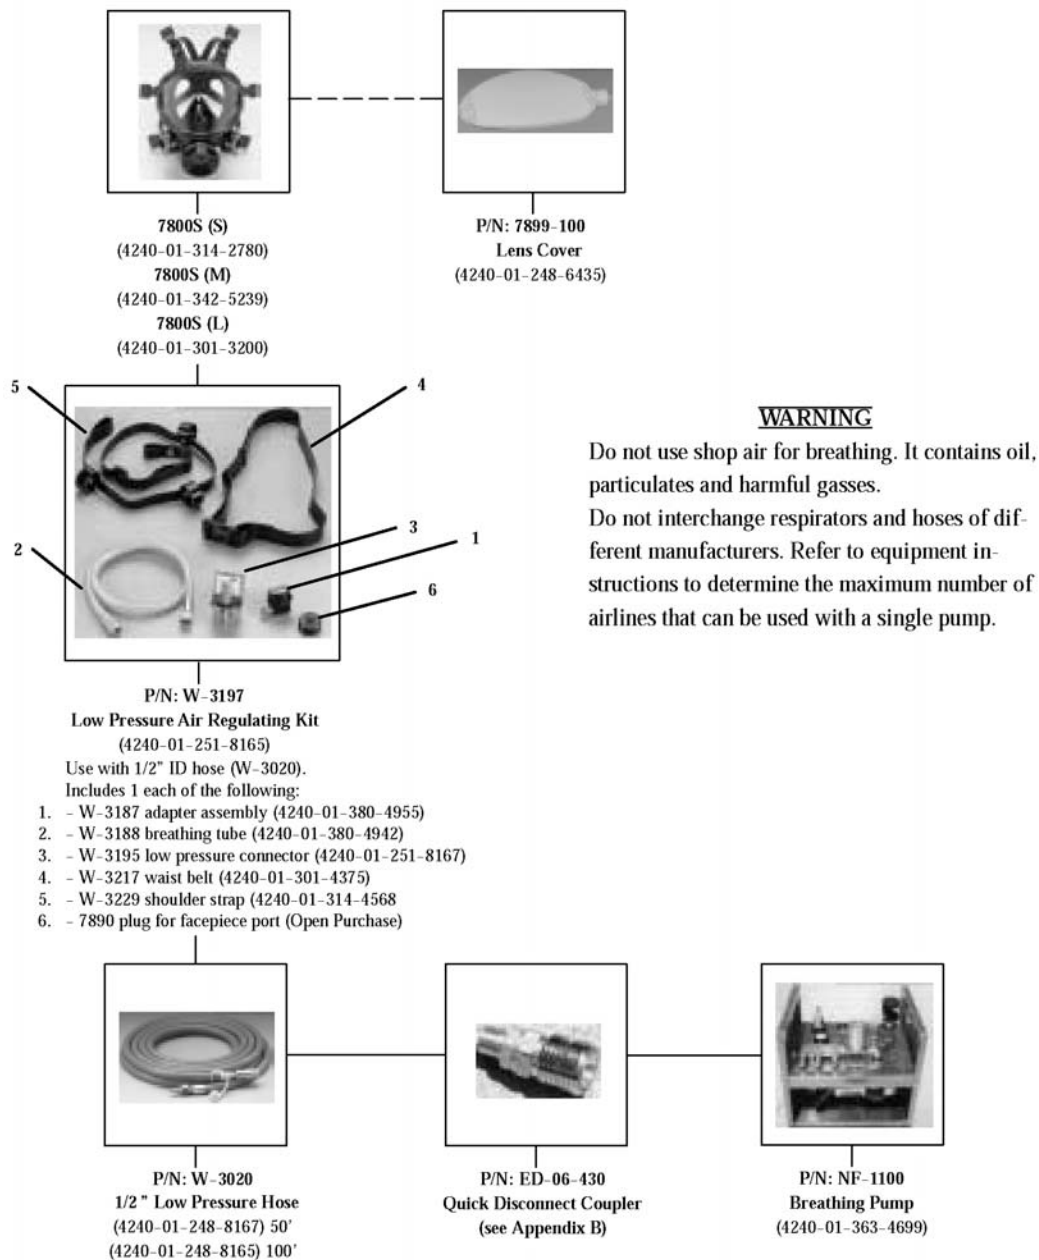 7800S (S)
(4240-01-314-2780)
7800S (M)
(4240-01-342-5239)
7800S (L)
(4240-01-301-3200)
P/N: 7899-100
Lens Cover
(4240-01-248-6435)
5
4
3
2
1
6
WARNING
Do not use shop air for breathing. It contains oil,
particulates and harmful gasses.
Do not interchange respirators and hoses of dif-
ferent manufacturers. Refer to equipment in-
structions to determine the maximum number of
airlines that can be used with a single pump.
P/N: W-3197
Low Pressure Air Regulating Kit
(4240-01-251-8165)
Use with 1/2" ID hose (W-3020).
Includes 1 each of the following:
1. - W-3187 adapter assembly (4240-01-380-4955)
2. - W-3188 breathing tube (4240-01-380-4942)
3. - W-3195 low pressure connector (4240-01-251-8167)
4. - W-3217 waist belt (4240-01-301-4375)
5. - W-3229 shoulder strap (4240-01-314-4568
6. - 7890 plug for facepiece port (Open Purchase)
P/N: W-3020
1/2 " Low Pressure Hose
(4240-01-248-8167) 50'
(4240-01-248-8165) 100'
P/N: ED-06-430
Quick Disconnect Coupler
(see Appendix B)
P/N: NF-1100
Breathing Pump
(4240-01-363-4699)